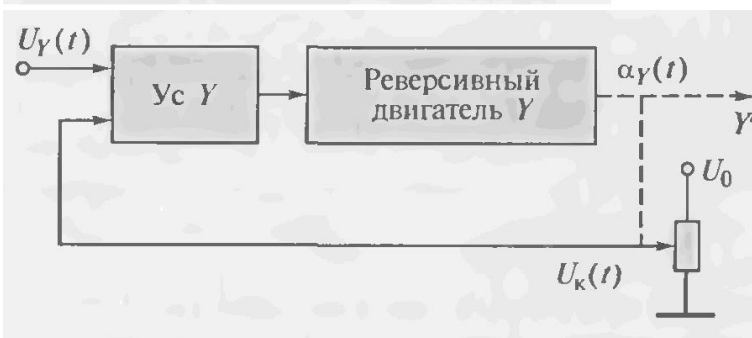 U_Y(t)
Ус Y
Реверсивный
двигатель Y
α_Y(t)
Y
U_0
U_к(t)